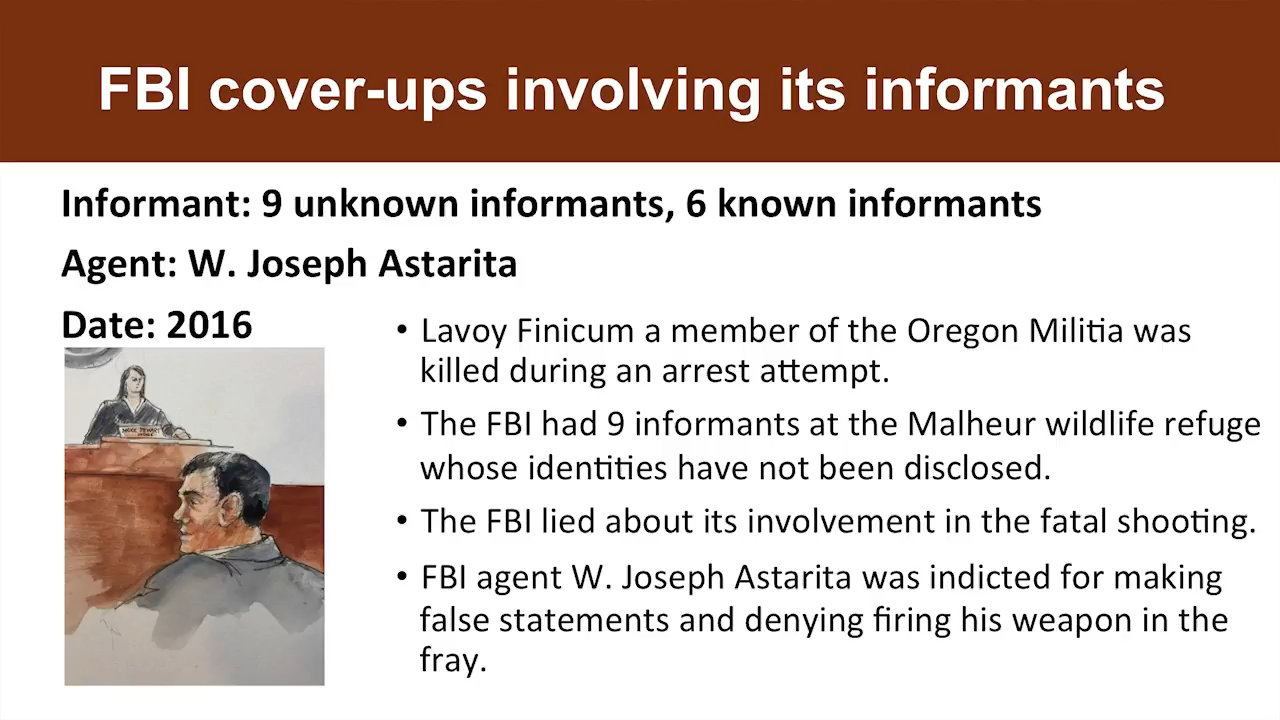 FBI cover-ups involving its informants
Informant: 9 unknown informants, 6 known informants
Agent: W. Joseph Astarita
Date: 2016
• Lavoy Finicum a member of the Oregon Militia was
killed during an arrest attempt.
• The FBI had 9 informants at the Malheur wildlife refuge
whose identities have not been disclosed.
• The FBI lied about its involvement in the fatal shooting.
• FBI agent W. Joseph Astarita was indicted for making
false statements and denying firing his weapon in the
fray.